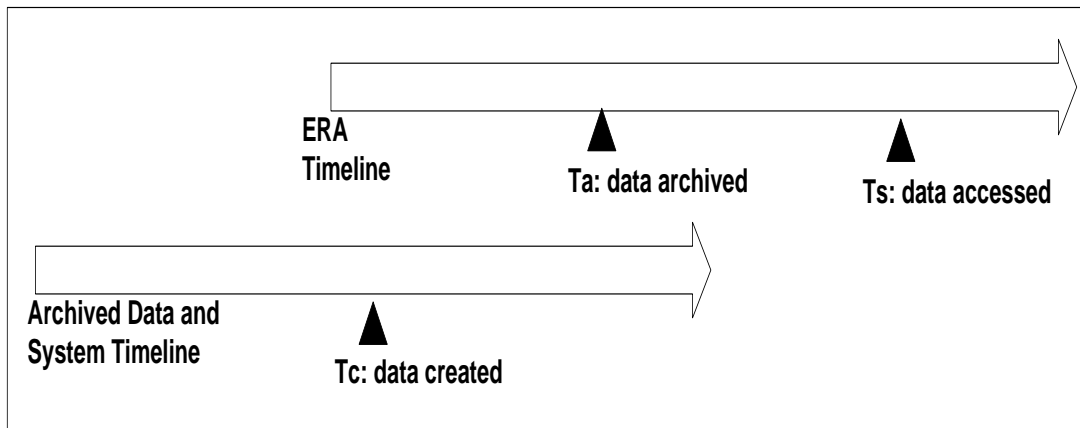 ERA
Timeline
Ta: data archived
Ts: data accessed
Archived Data and
System Timeline
Tc: data created